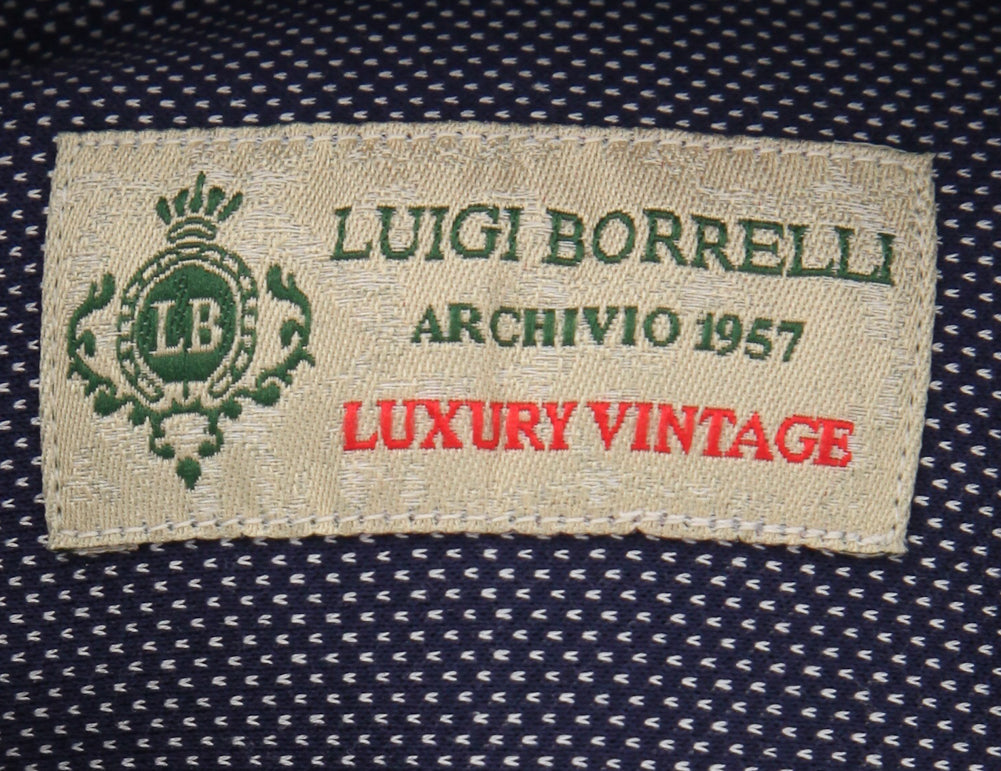 LB
LUIGI BORRELLI
ARCHIVIO 1957
LUXURY VINTAGE